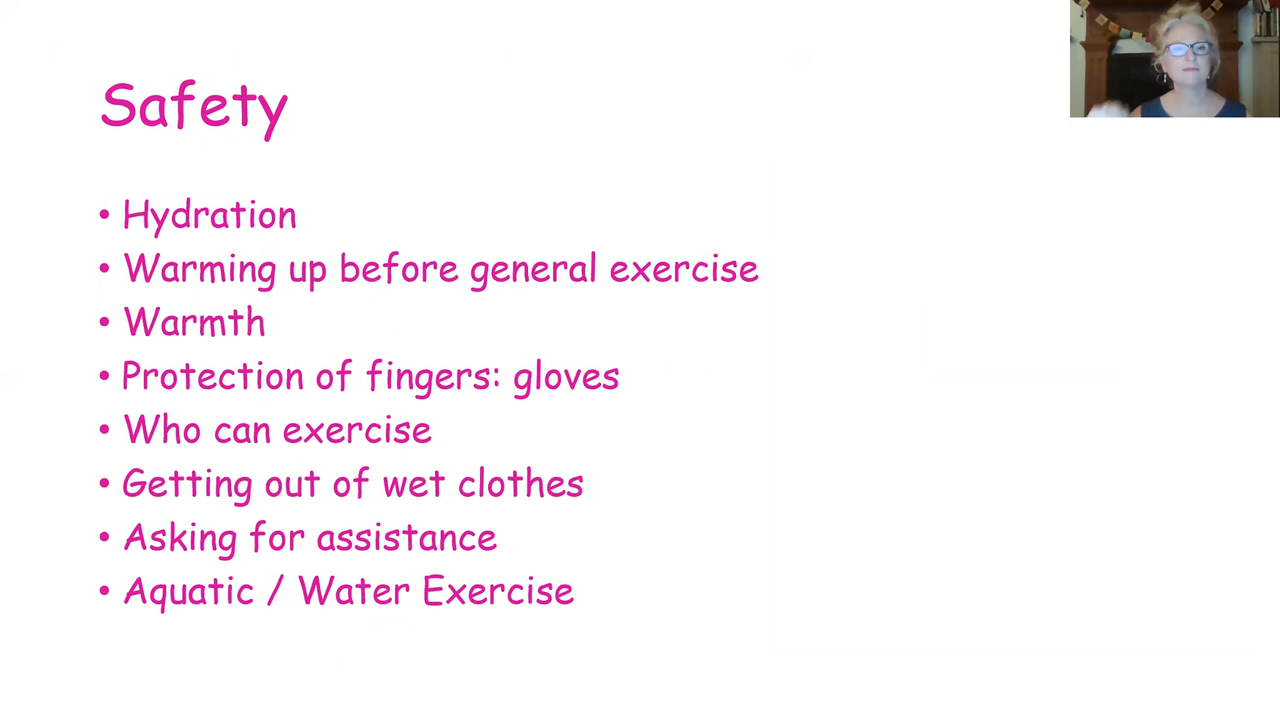 Safety
• Hydration
• Warming up before general exercise
• Warmth
• Protection of fingers: gloves
• Who can exercise
• Getting out of wet clothes
• Asking for assistance
• Aquatic / Water Exercise